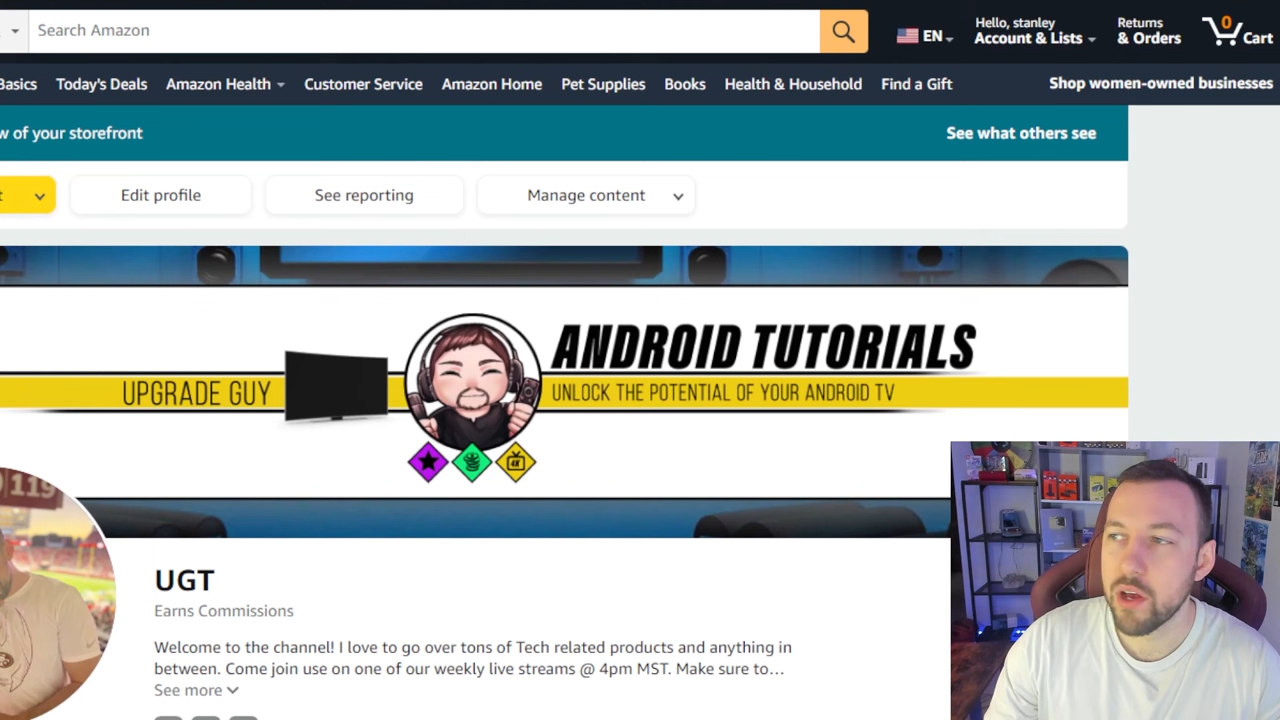 Search Amazon
EN
Hello, stanley
Account & Lists
Returns
& Orders
0
Cart
Basics
Today's Deals
Amazon Health
Customer Service
Amazon Home
Pet Supplies
Books
Health & Household
Find a Gift
Shop women-owned businesses
w of your storefront
See what others see
t
Edit profile
See reporting
Manage content
UPGRADE GUY
ANDROID TUTORIALS
UNLOCK THE POTENTIAL OF YOUR ANDROID TV
4K
119
UGT
Earns Commissions
Welcome to the channel! I love to go over tons of Tech related products and anything in
between. Come join use on one of our weekly live streams @ 4pm MST. Make sure to…
See more